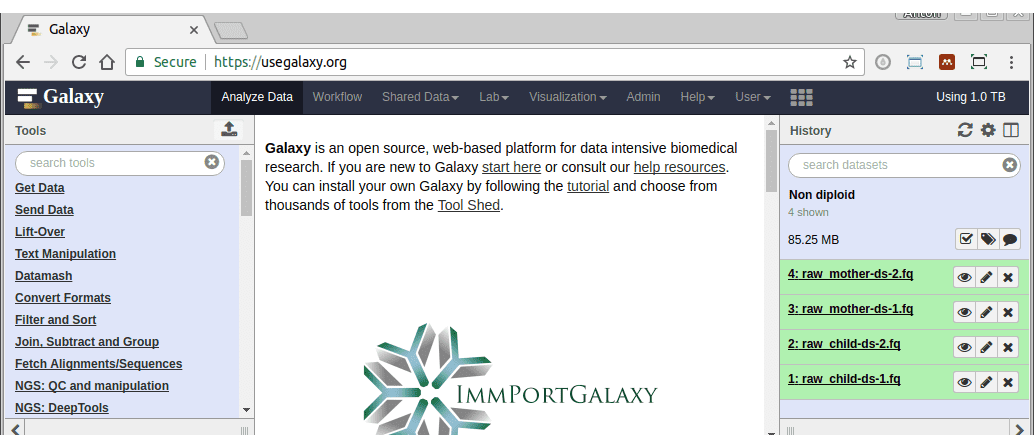 Anton
Galaxy
Secure https://usegalaxy.org
Galaxy Analyze Data Workflow Shared Data Lab Visualization Admin Help User Using 1.0 TB
Tools
search tools
Get Data
Send Data
Lift-Over
Text Manipulation
Datamash
Convert Formats
Filter and Sort
Join, Subtract and Group
Fetch Alignments/Sequences
NGS: QC and manipulation
NGS: DeepTools
Galaxy is an open source, web-based platform for data intensive biomedical
research. If you are new to Galaxy start here or consult our help resources.
You can install your own Galaxy by following the tutorial and choose from
thousands of tools from the Tool Shed.
ImmPortGalaxy
History
search datasets
Non diploid
4 shown
85.25 MB
4: raw_mother-ds-2.fq
3: raw_mother-ds-1.fq
2: raw_child-ds-2.fq
1: raw_child-ds-1.fq